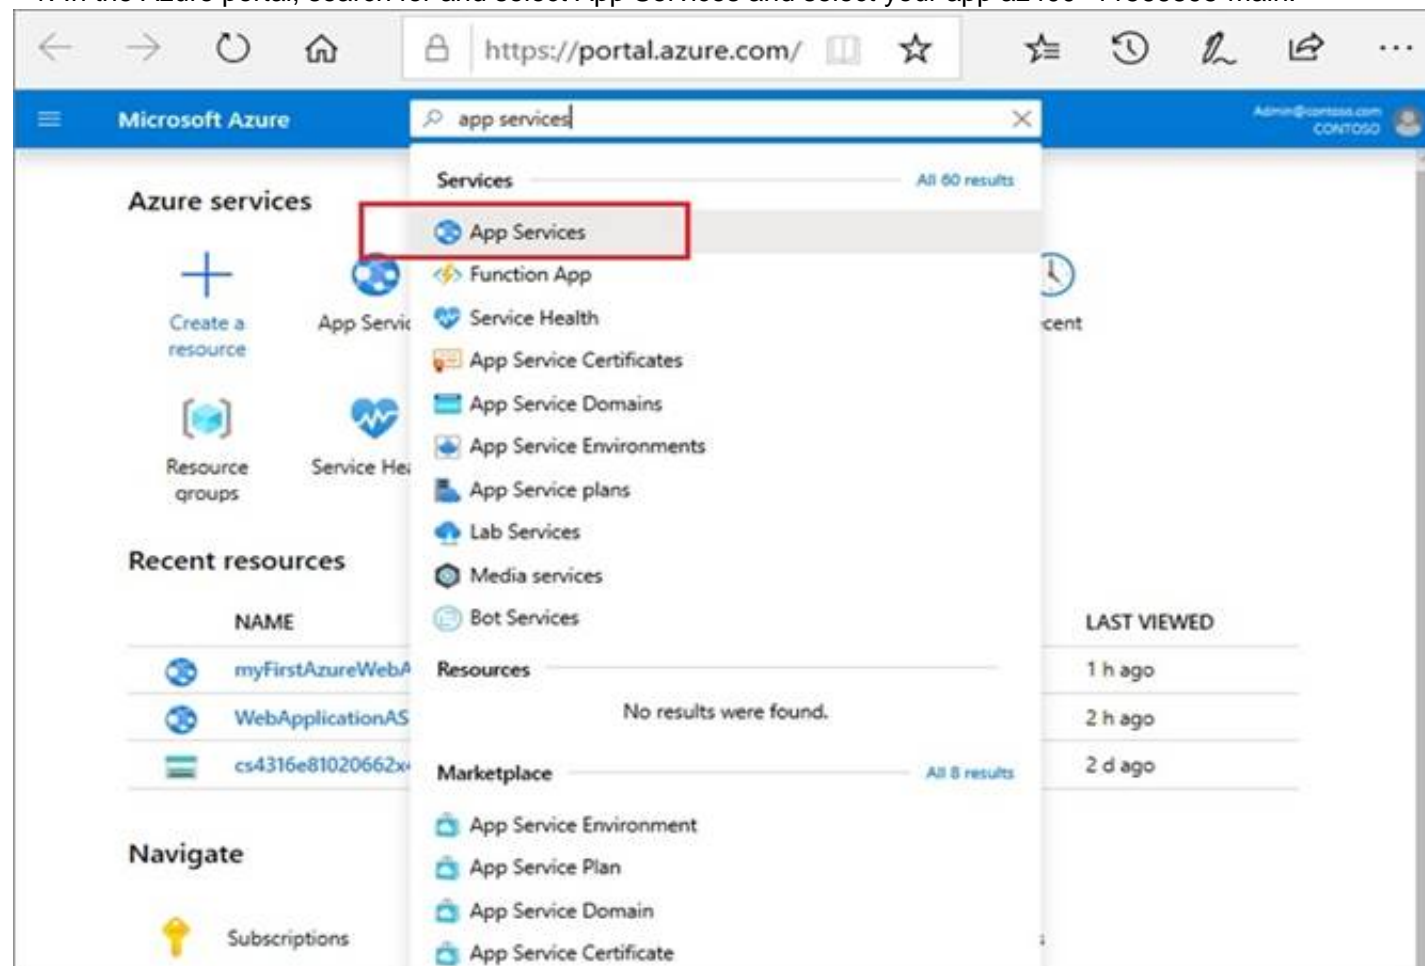 https://portal.azure.com/
Microsoft Azure
app services
Admin@contoso.com
CONTOSO
Services
All 60 results
Azure services
App Services
Function App
Create a
resource
App Servic
Service Health
cent
App Service Certificates
App Service Domains
App Service Environments
Resource
groups
Service Hea
App Service plans
Lab Services
Recent resources
Media services
NAME
Bot Services
LAST VIEWED
myFirstAzureWebA
Resources
1 h ago
WebApplicationAS
No results were found.
2 h ago
cs4316e81020662x
Marketplace
All 8 results
2 d ago
App Service Environment
Navigate
App Service Plan
App Service Domain
Subscriptions
App Service Certificate